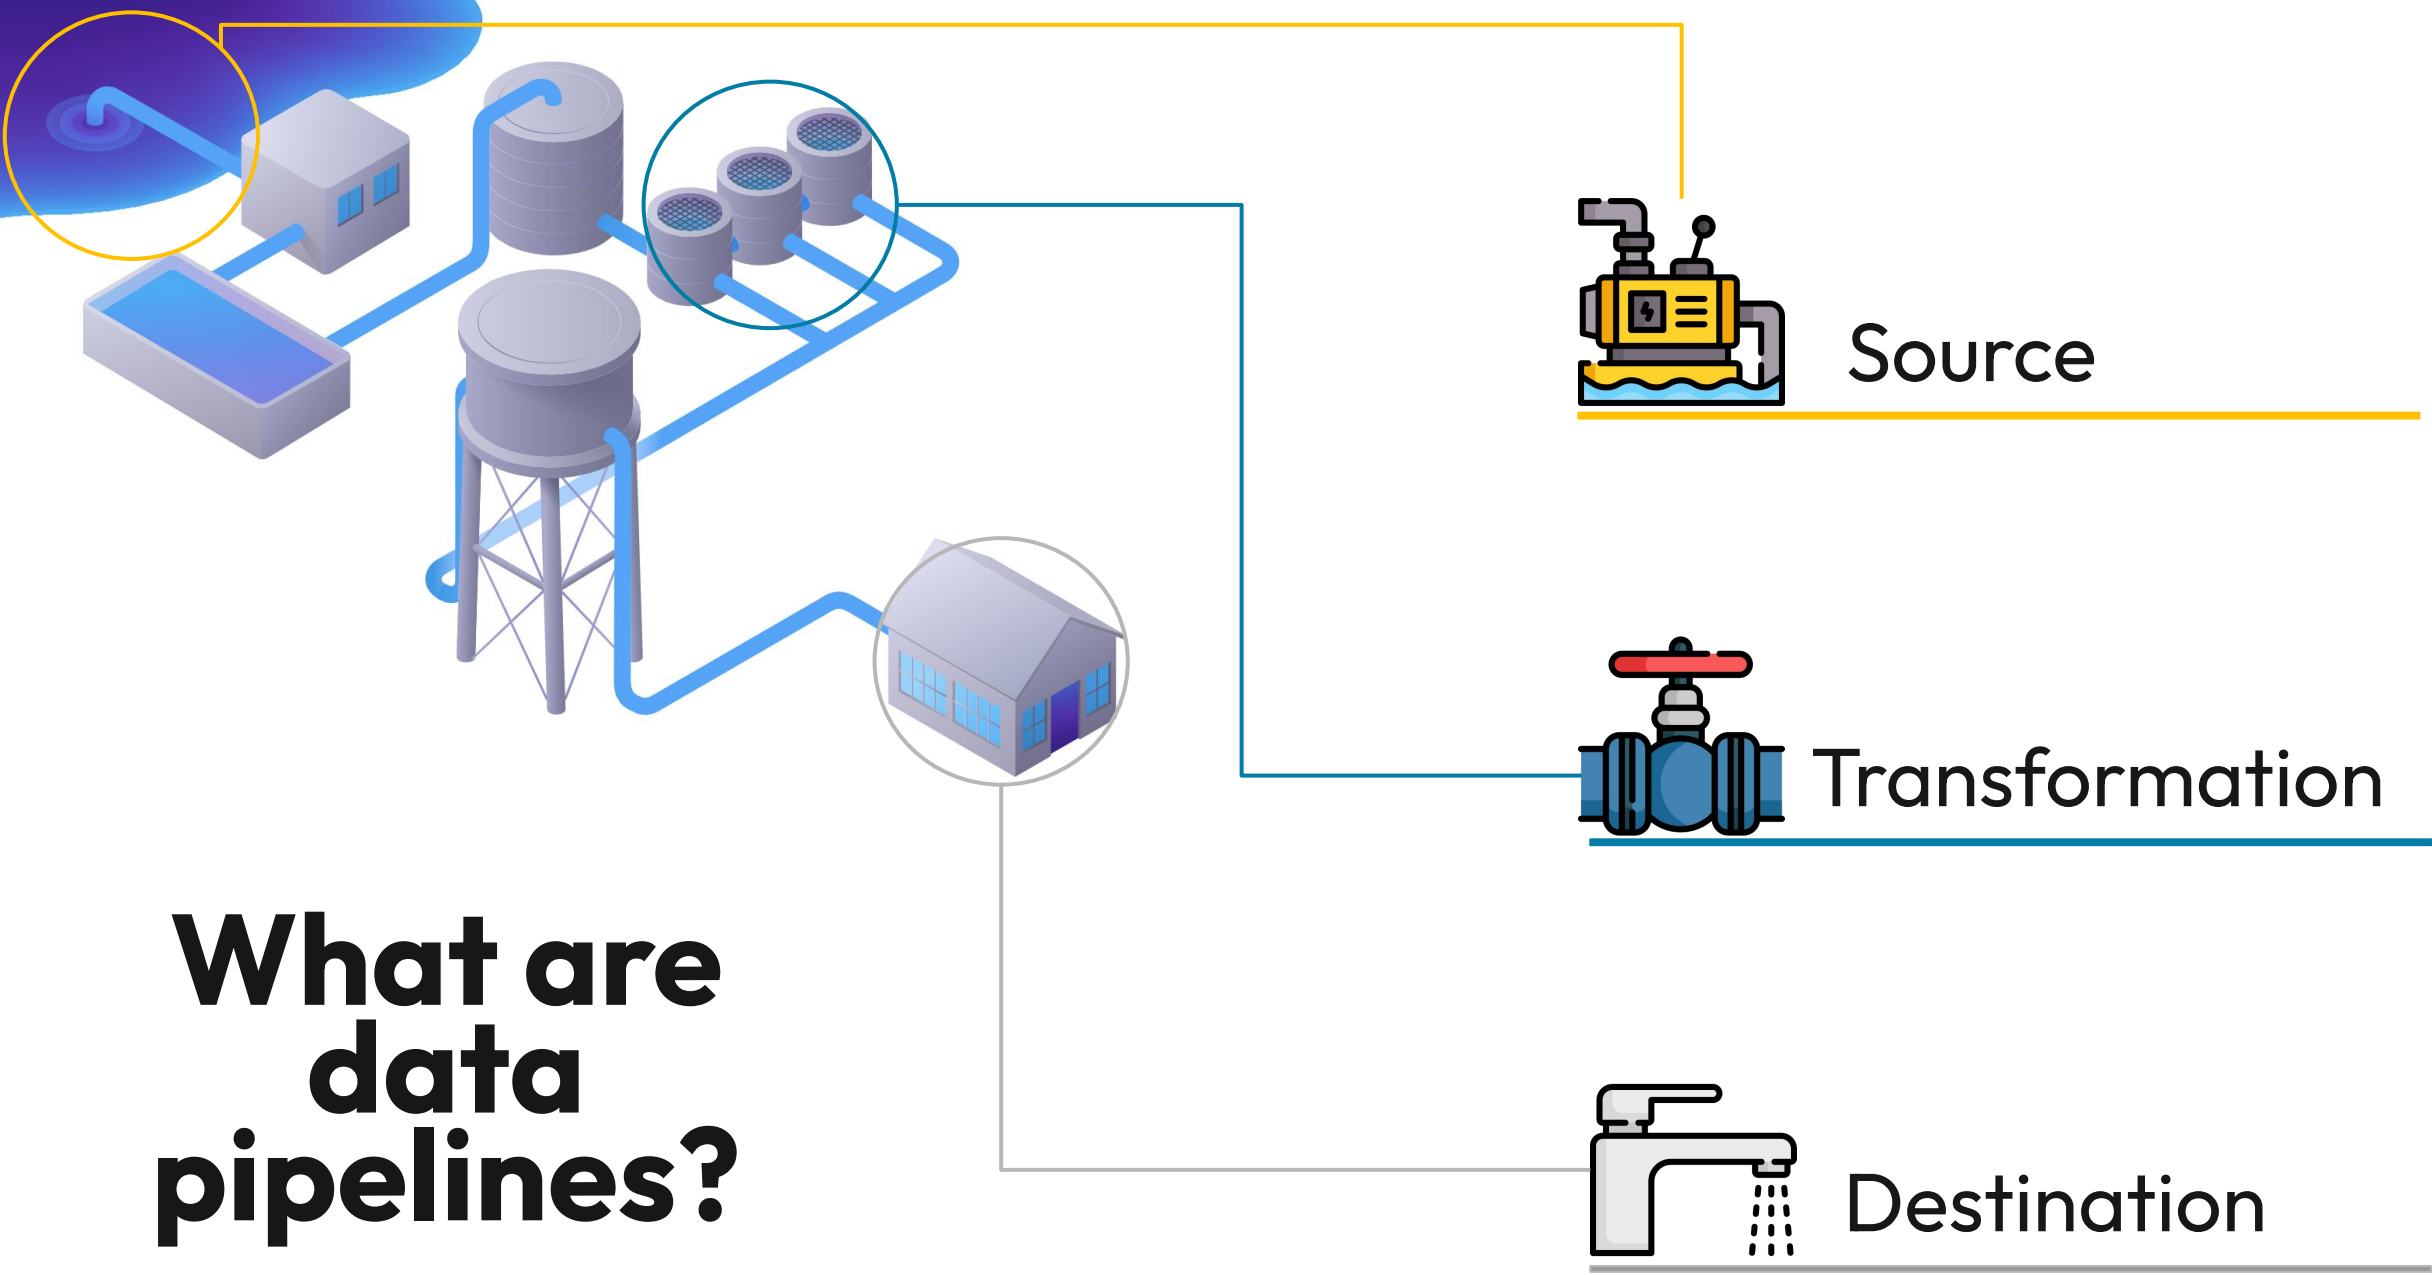 Source
Transformation
What are
data
pipelines?
Destination